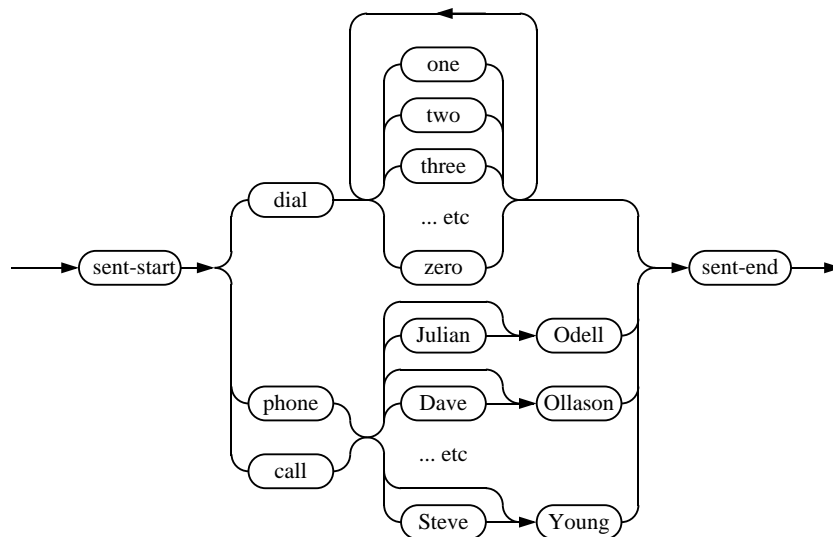 one
two
three
dial
... etc
sent-start
zero
sent-end
Julian
Odell
phone
Dave
Ollason
call
... etc
Steve
Young